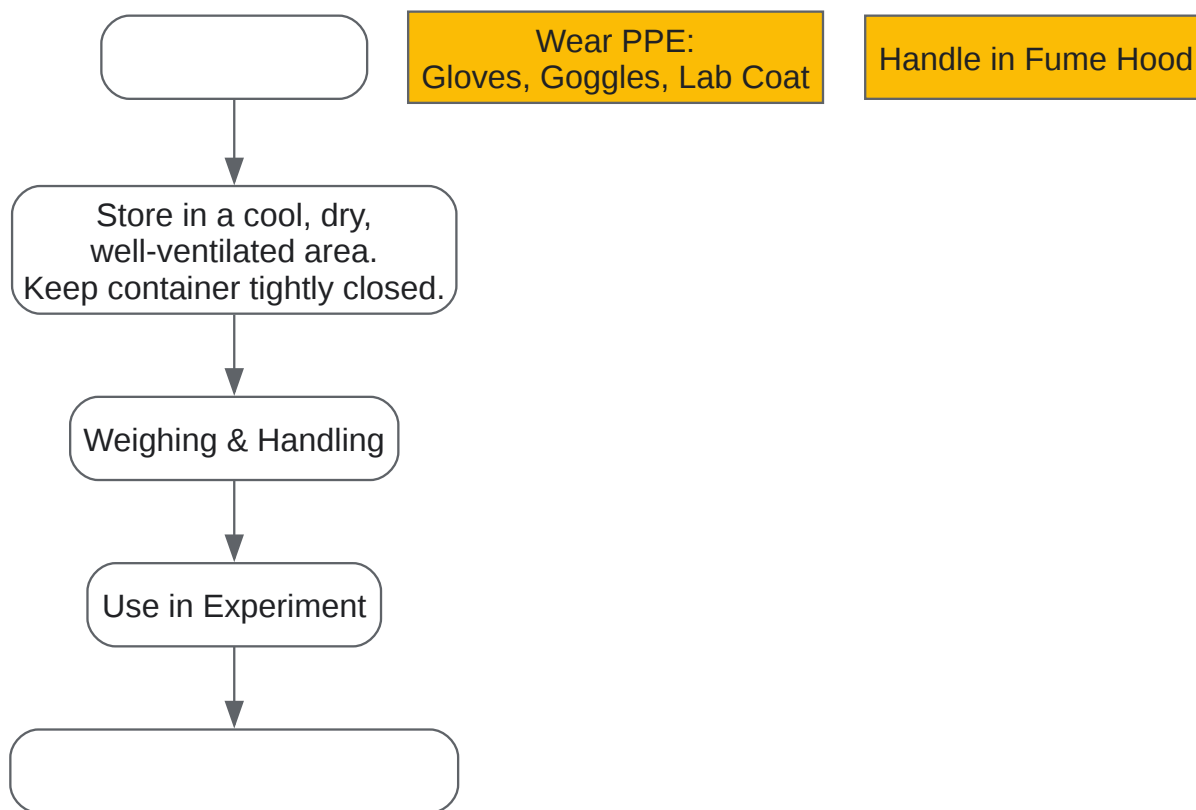 Wear PPE:
Gloves, Goggles, Lab Coat
Handle in Fume Hood
Store in a cool, dry,
well-ventilated area.
Keep container tightly closed.
Weighing & Handling
Use in Experiment